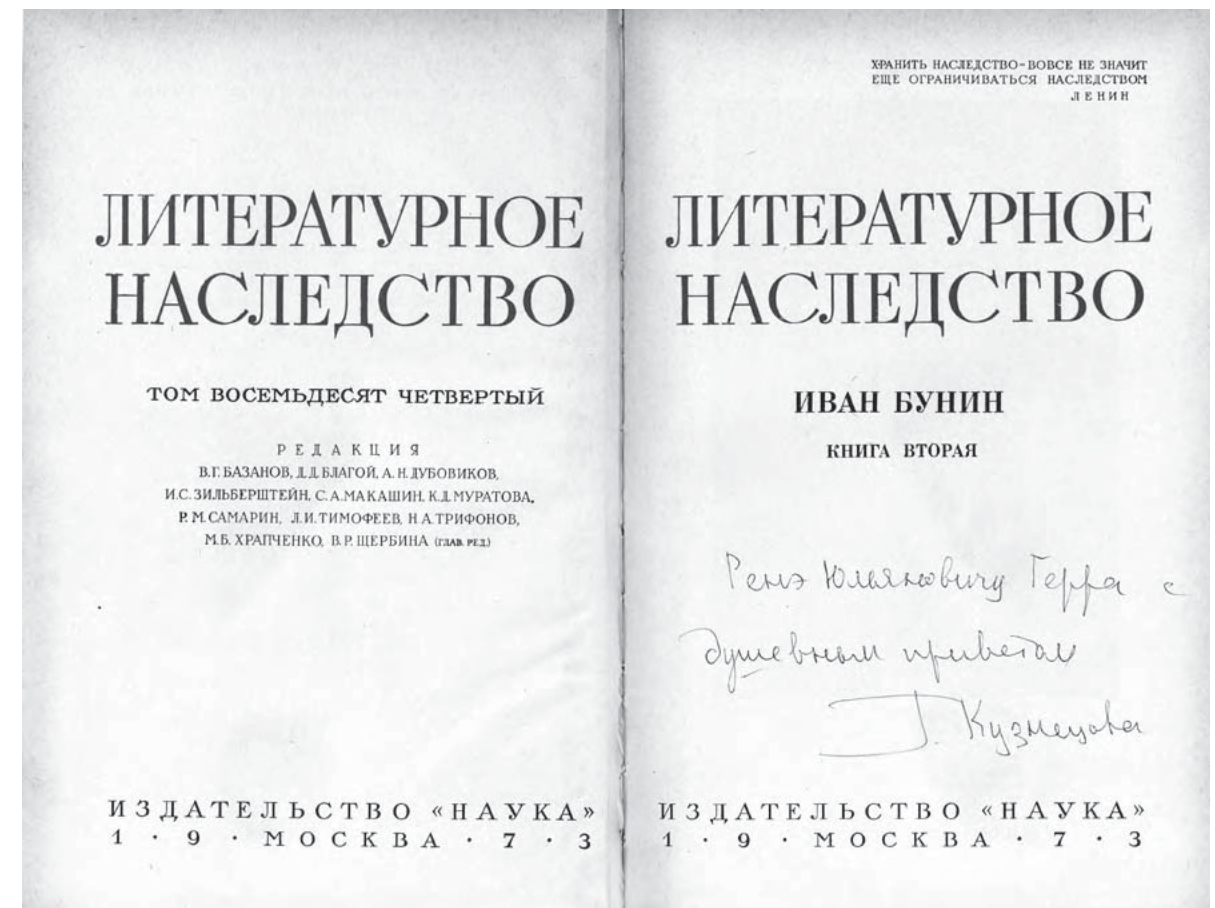 ЛИТЕРАТУРНОЕ
НАСЛЕДСТВО
ТОМ ВОСЕМЬДЕСЯТ ЧЕТВЕРТЫЙ
РЕДАКЦИЯ
В.Г. БАЗАНОВ, Д.Д. БЛАГОЙ, А.Н. ДУБОВИКОВ,
И.С. ЗИЛЬБЕРШТЕЙН, С.А. МАКАШИН, К.Д. МУРАТОВА,
Р.М. САМАРИН, Л.И. ТИМОФЕЕВ, Н.А. ТРИФОНОВ,
М.Б. ХРАПЧЕНКО, В.Р. ЩЕРБИНА (ГЛАВ. РЕД.)
ИЗДАТЕЛЬСТВО «НАУКА»
1 · 9 · МОСКВА · 7 · 3
ХРАНИТЬ НАСЛЕДСТВО - ВОВСЕ НЕ ЗНАЧИТ
ЕЩЕ ОГРАНИЧИВАТЬСЯ НАСЛЕДСТВОМ
ЛЕНИН
ЛИТЕРАТУРНОЕ
НАСЛЕДСТВО
ИВАН БУНИН
КНИГА ВТОРАЯ
Ренэ Юлиановичу Герра с
душевным приветом
Г. Кузнецова
ИЗДАТЕЛЬСТВО «НАУКА»
1 · 9 · МОСКВА · 7 · 3